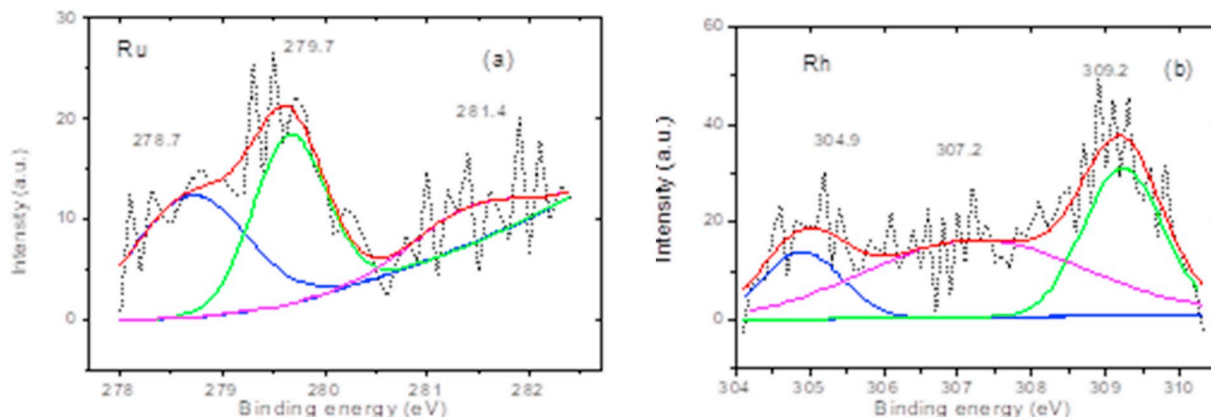 30
20
10
0
Intensity (a.u.)
Ru
279.7
(a)
278.7
281.4
278 279 280 281 282
Binding energy (eV)
60
40
20
0
Intensity (a.u.)
Rh
309.2
(b)
304.9
307.2
304 305 306 307 308 309 310
Binding energy (eV)